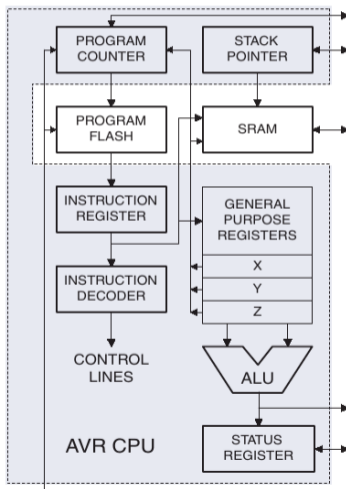 PROGRAM
COUNTER
STACK
POINTER
PROGRAM
FLASH
SRAM
INSTRUCTION
REGISTER
GENERAL
PURPOSE
REGISTERS
X
Y
Z
INSTRUCTION
DECODER
CONTROL
LINES
ALU
AVR CPU
STATUS
REGISTER